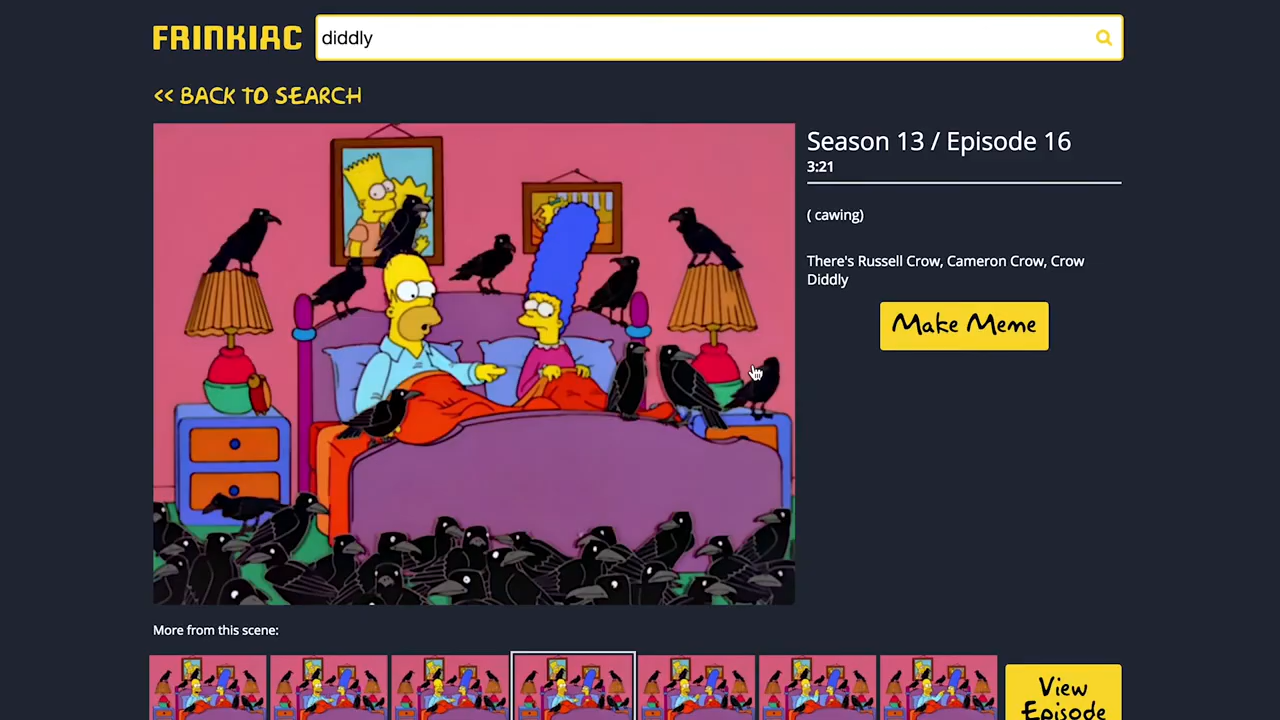 FRINKIAC
diddly
<< BACK TO SEARCH
Season 13 / Episode 16
3:21
( cawing)
There's Russell Crow, Cameron Crow, Crow
Diddly
Make Meme
More from this scene:
View
Episode